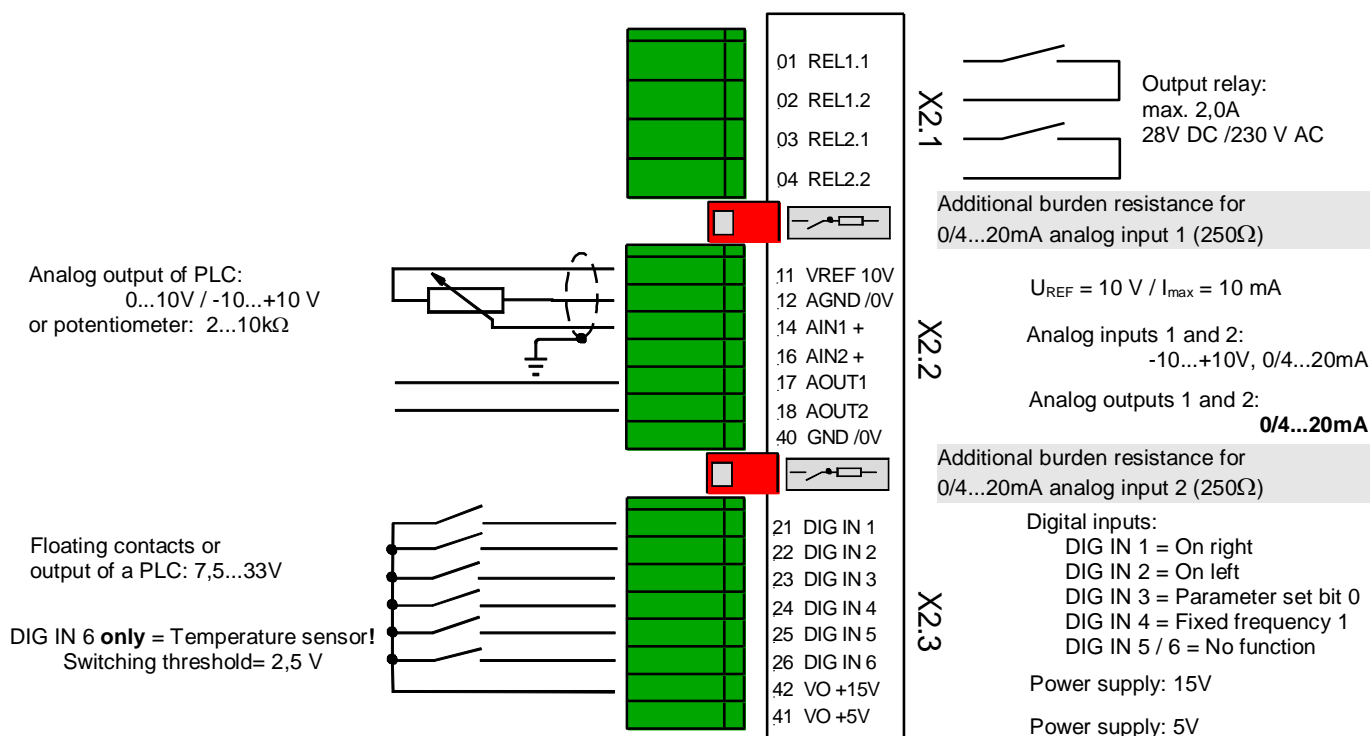 01 REL1.1
02 REL1.2
03 REL2.1
04 REL2.2
X2.1
Output relay:
max. 2,0A
28V DC /230 V AC
Additional burden resistance for
0/4...20mA analog input 1 (250Ω)
Analog output of PLC:
0...10V / -10...+10 V
or potentiometer: 2...10kΩ
11 VREF 10V
12 AGND /0V
14 AIN1 +
16 AIN2 +
17 AOUT1
18 AOUT2
40 GND /0V
X2.2
UREF = 10 V / Imax = 10 mA
Analog inputs 1 and 2:
-10...+10V, 0/4...20mA
Analog outputs 1 and 2:
0/4...20mA
Additional burden resistance for
0/4...20mA analog input 2 (250Ω)
Floating contacts or
output of a PLC: 7,5...33V
DIG IN 6 only = Temperature sensor!
Switching threshold= 2,5 V
21 DIG IN 1
22 DIG IN 2
23 DIG IN 3
24 DIG IN 4
25 DIG IN 5
26 DIG IN 6
42 VO +15V
41 VO +5V
X2.3
Digital inputs:
DIG IN 1 = On right
DIG IN 2 = On left
DIG IN 3 = Parameter set bit 0
DIG IN 4 = Fixed frequency 1
DIG IN 5 / 6 = No function
Power supply: 15V
Power supply: 5V